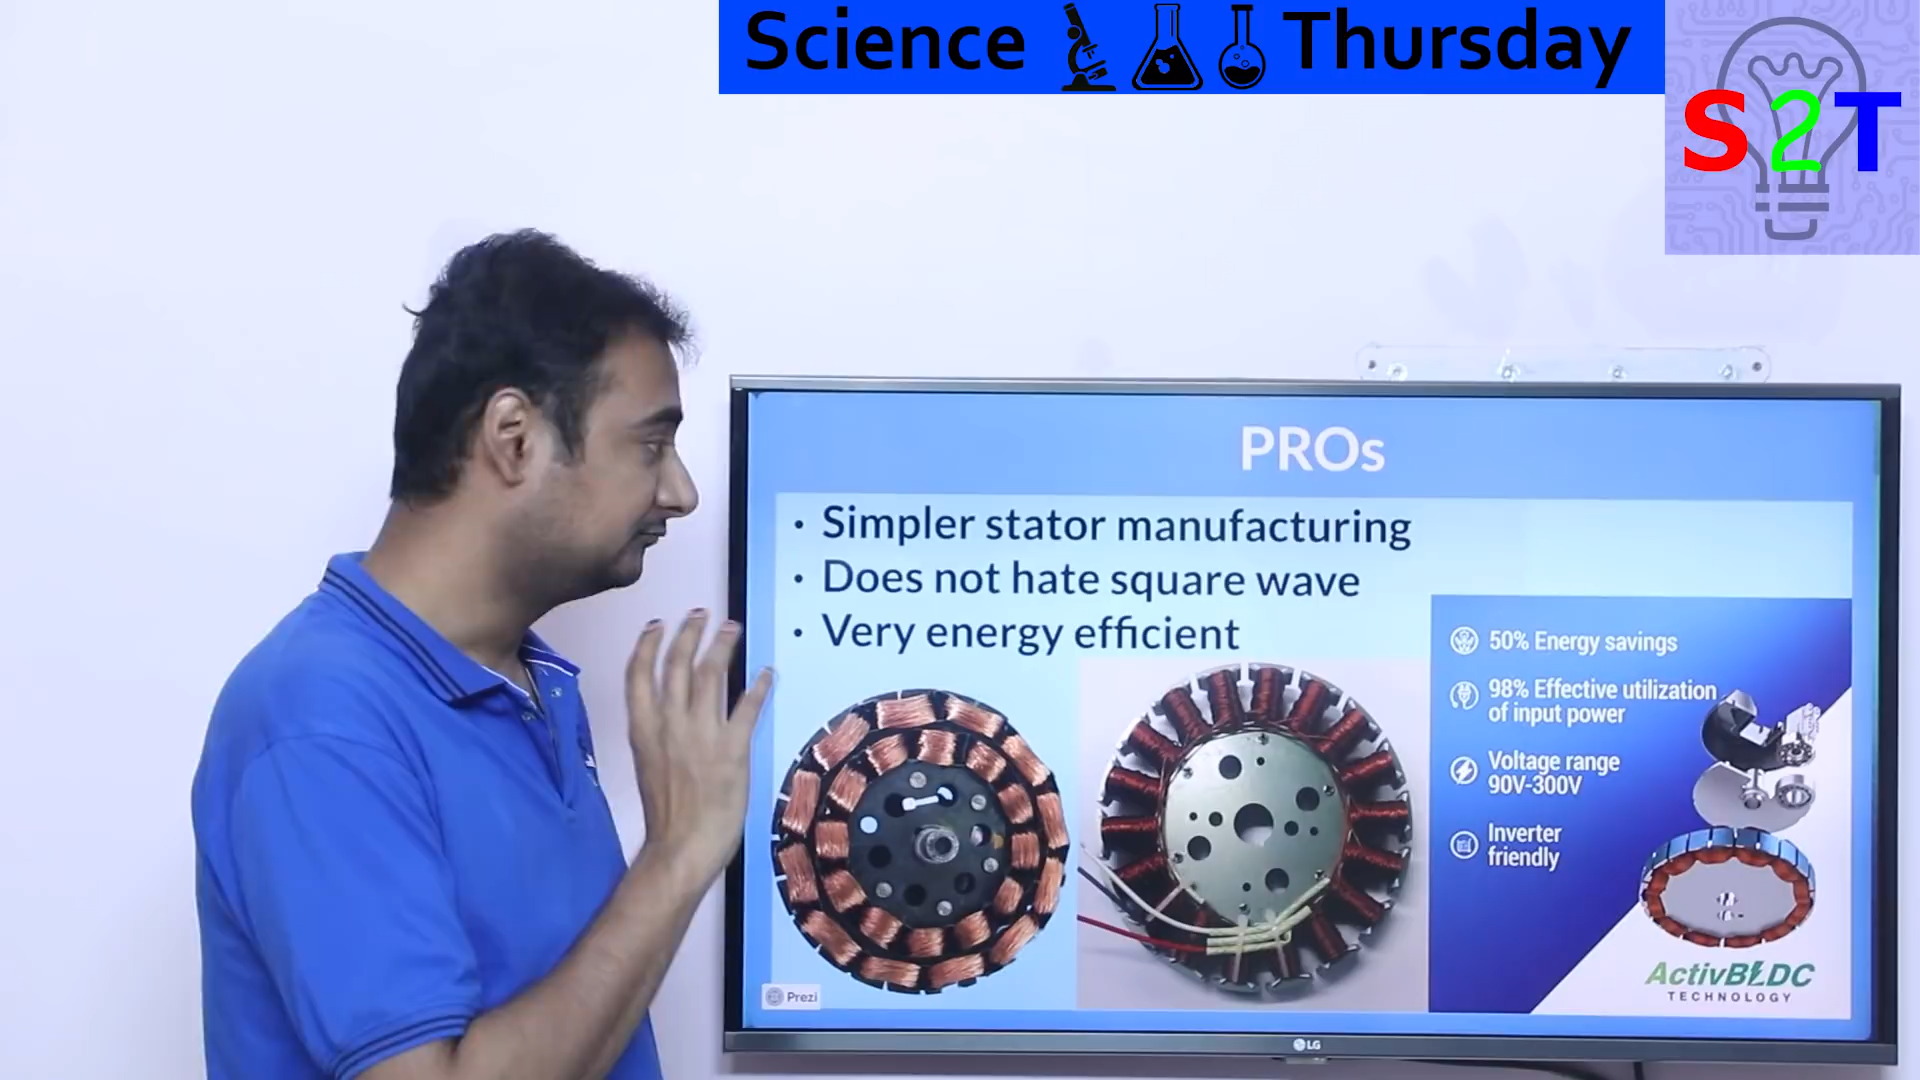 Science Thursday
S2T
PROs
• Simpler stator manufacturing
• Does not hate square wave
• Very energy efficient
50% Energy savings
98% Effective utilization
of input power
Voltage range
90V-300V
Inverter
friendly
ActivBLDC
TECHNOLOGY
Prezi
LG